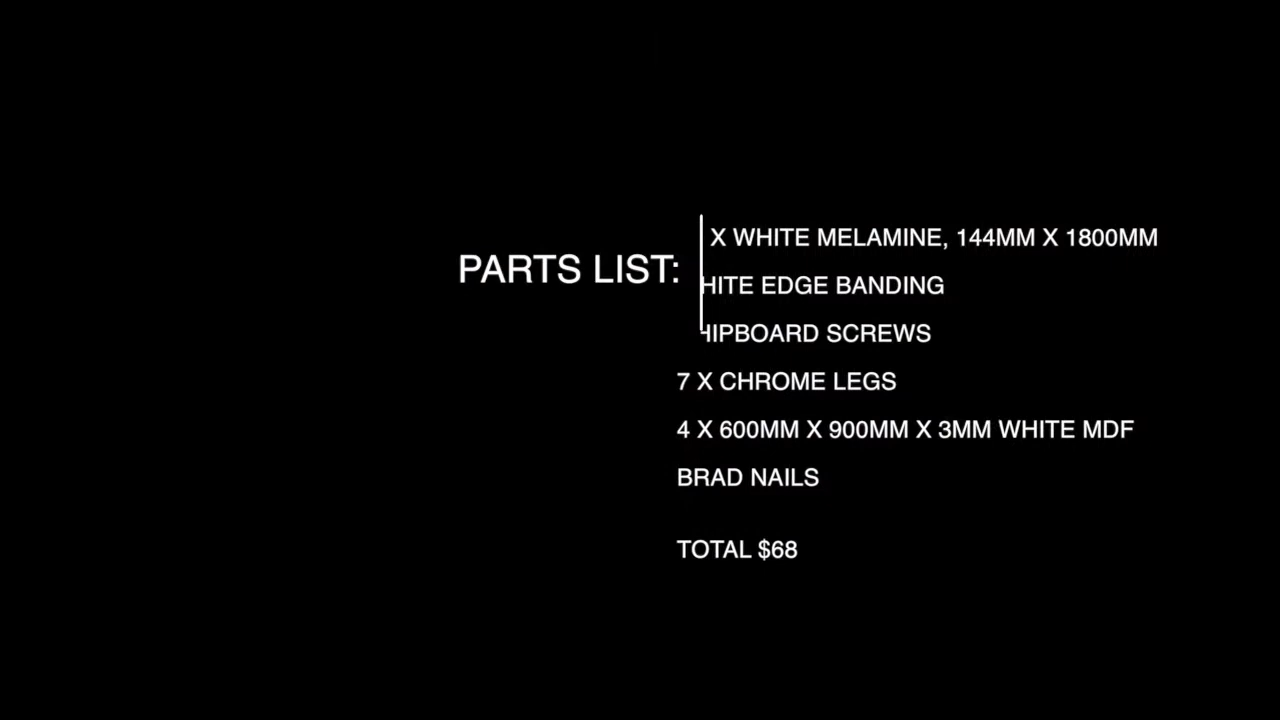 PARTS LIST:
X WHITE MELAMINE, 144MM X 1800MM
HITE EDGE BANDING
HIPBOARD SCREWS
7 X CHROME LEGS
4 X 600MM X 900MM X 3MM WHITE MDF
BRAD NAILS
TOTAL $68